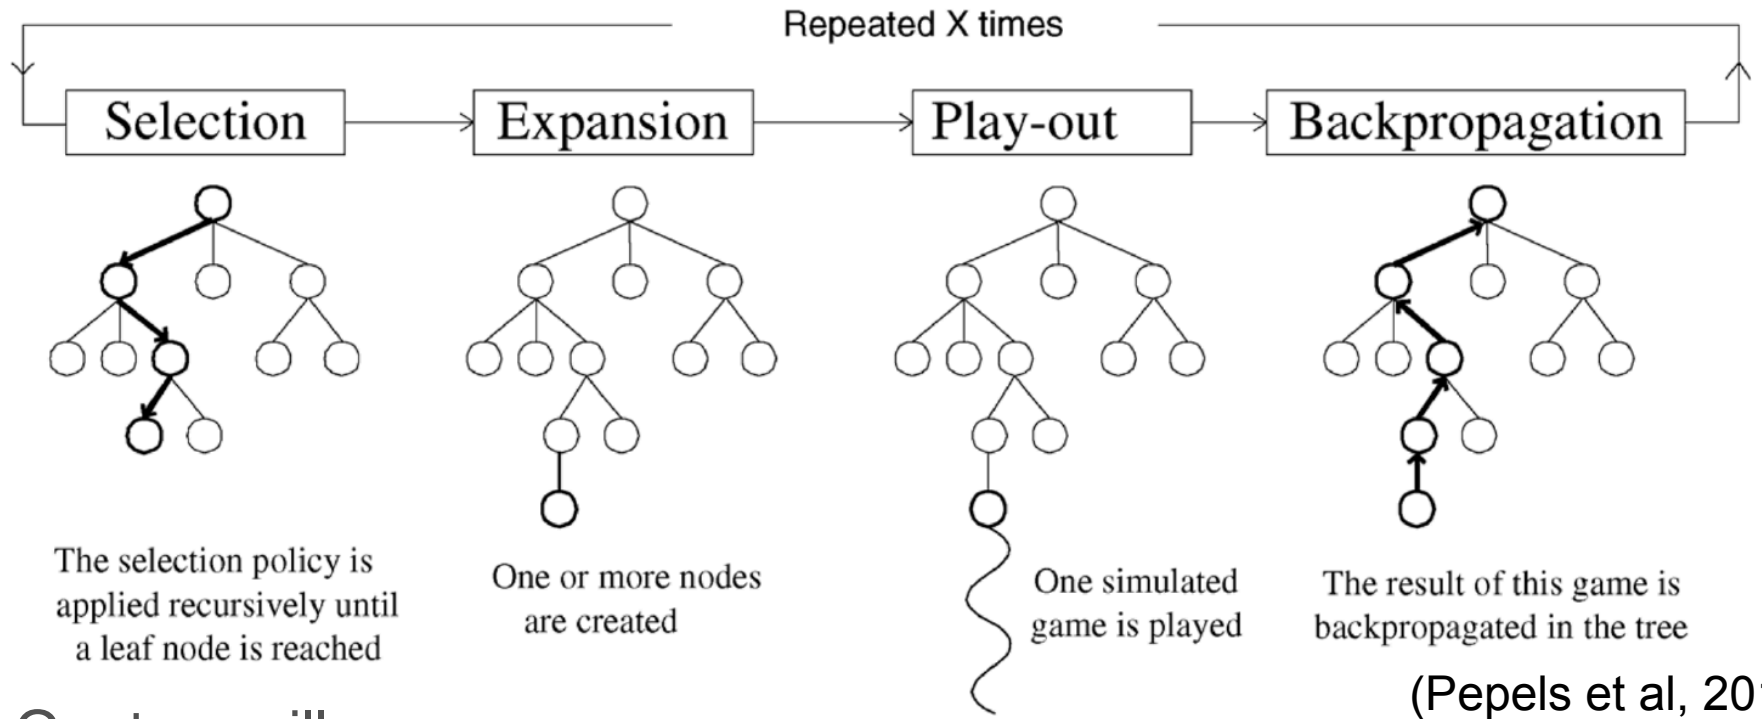 Repeated X times
Selection
Expansion
Play-out
Backpropagation
The selection policy is
applied recursively until
a leaf node is reached
One or more nodes
are created
One simulated
game is played
The result of this game is
backpropagated in the tree
(Pepels et al,